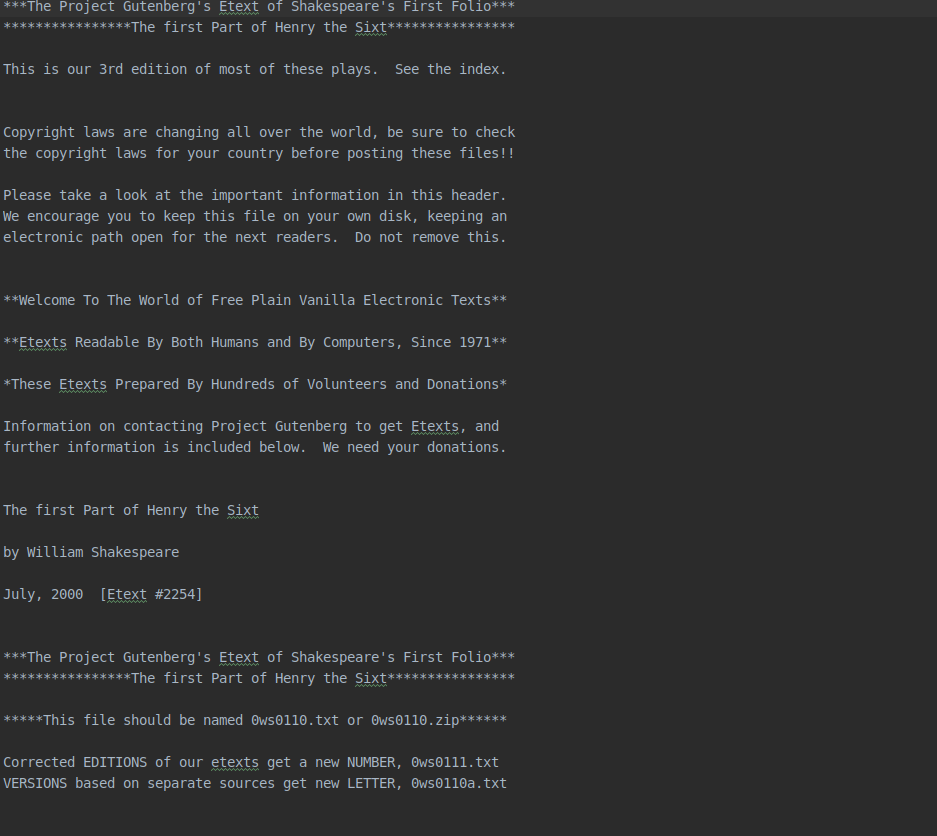 ***The Project Gutenberg's Etext of Shakespeare's First Folio***
****************The first Part of Henry the Sixt****************
This is our 3rd edition of most of these plays.  See the index.
Copyright laws are changing all over the world, be sure to check
the copyright laws for your country before posting these files!!
Please take a look at the important information in this header.
We encourage you to keep this file on your own disk, keeping an
electronic path open for the next readers.  Do not remove this.
**Welcome To The World of Free Plain Vanilla Electronic Texts**
**Etexts Readable By Both Humans and By Computers, Since 1971**
*These Etexts Prepared By Hundreds of Volunteers and Donations*
Information on contacting Project Gutenberg to get Etexts, and
further information is included below.  We need your donations.
The first Part of Henry the Sixt
by William Shakespeare
July, 2000  [Etext #2254]
***The Project Gutenberg's Etext of Shakespeare's First Folio***
****************The first Part of Henry the Sixt****************
*****This file should be named 0ws0110.txt or 0ws0110.zip******
Corrected EDITIONS of our etexts get a new NUMBER, 0ws0111.txt
VERSIONS based on separate sources get new LETTER, 0ws0110a.txt